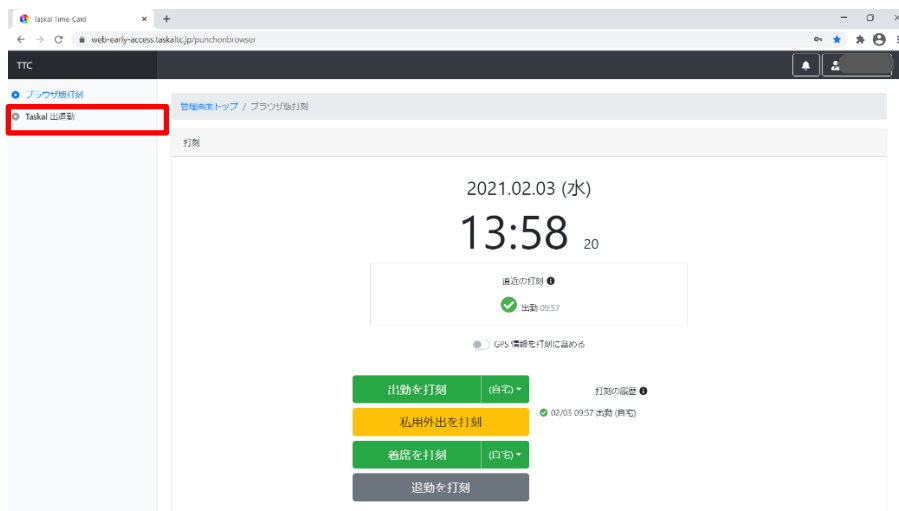 Taskal Time-Card
web-early-access.taskaltc.jp/punchonbrowser
TTC
ブラウザ版打刻
Taskal 出退勤
管理画面トップ / ブラウザ版打刻
打刻
2021.02.03 (水)
13:58 20
直近の打刻
出勤 09:57
GPS 情報を打刻に含める
出勤を打刻 (自宅)
打刻の履歴
02/03 09:57 出勤 (自宅)
私用外出を打刻
着席を打刻 (自宅)
退勤を打刻